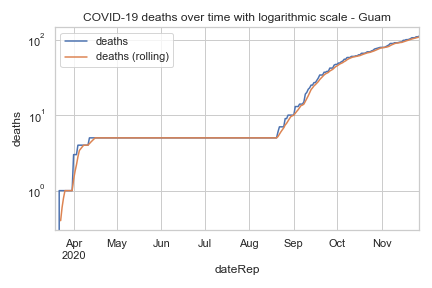 COVID-19 deaths over time with logarithmic scale - Guam
deaths
deaths (rolling)
10²
10¹
10⁰
deaths
Apr May Jun Jul Aug Sep Oct Nov
2020
dateRep